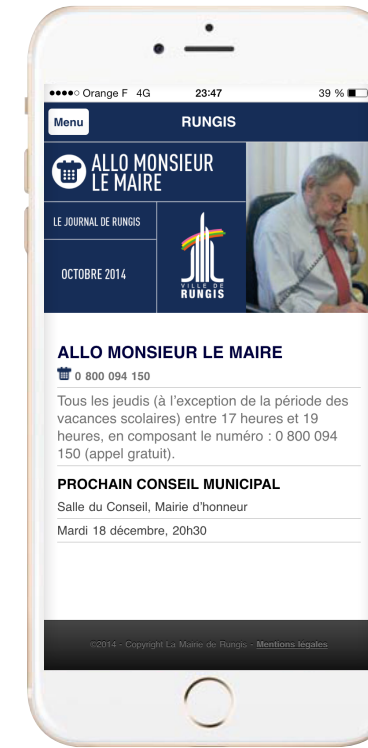 Orange F 4G 23:47 39 %
Menu RUNGIS
ALLO MONSIEUR
LE MAIRE
LE JOURNAL DE RUNGIS
OCTOBRE 2014
VILLE DE
RUNGIS
ALLO MONSIEUR LE MAIRE
0 800 094 150
Tous les jeudis (à l'exception de la période des
vacances scolaires) entre 17 heures et 19
heures, en composant le numéro : 0 800 094
150 (appel gratuit).
PROCHAIN CONSEIL MUNICIPAL
Salle du Conseil, Mairie d'honneur
Mardi 18 décembre, 20h30
©2014 - Copyright La Mairie de Rungis - Mentions légales